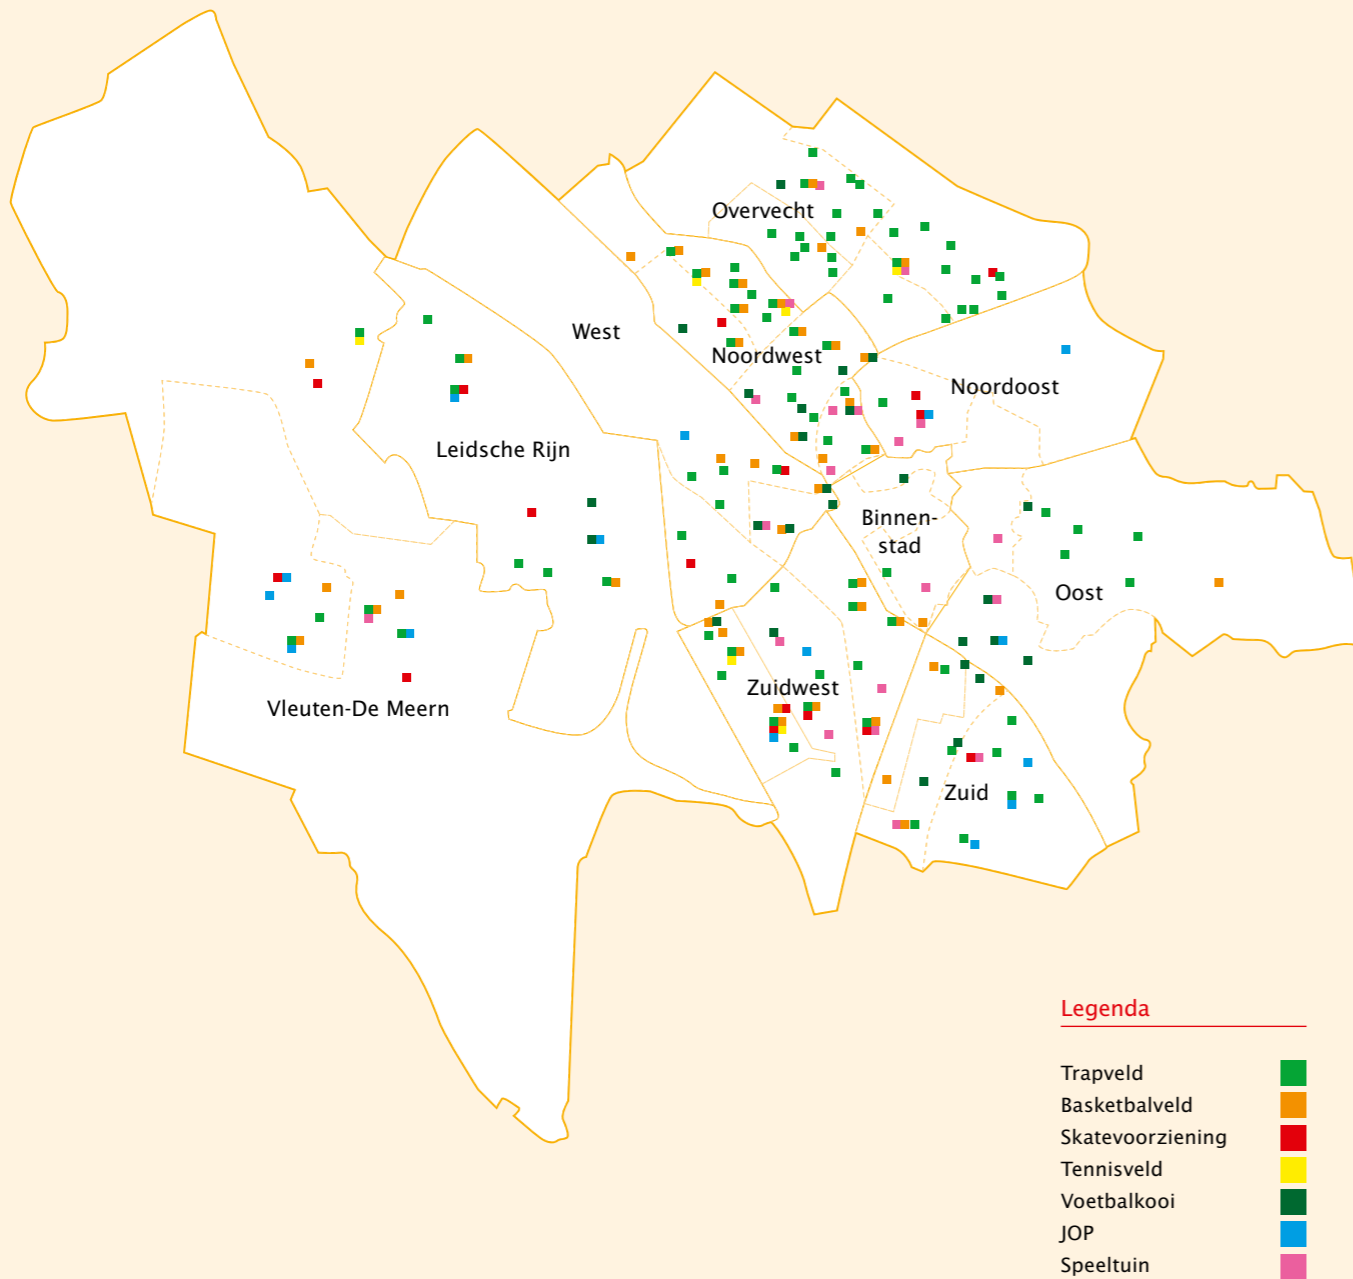 Overvecht
West
Noordwest
Noordoost
Leidsche Rijn
Binnen-
stad
Oost
Zuidwest
Vleuten-De Meern
Zuid
Legenda
Trapveld
Basketbalveld
Skatevoorziening
Tennisveld
Voetbalkooi
JOP
Speeltuin